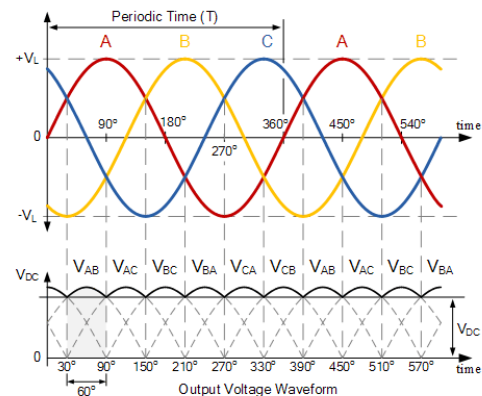 Periodic Time (T)
A B C A B
+VL
90° 180° 360° 450° 540°
0 time
270°
-VL
VDC VAB VAC VBC VBA VCA VCB VAB VAC VBC VBA
VDC
0
30° 90° 150° 210° 270° 330° 390° 450° 510° 570° time
60°
Output Voltage Waveform